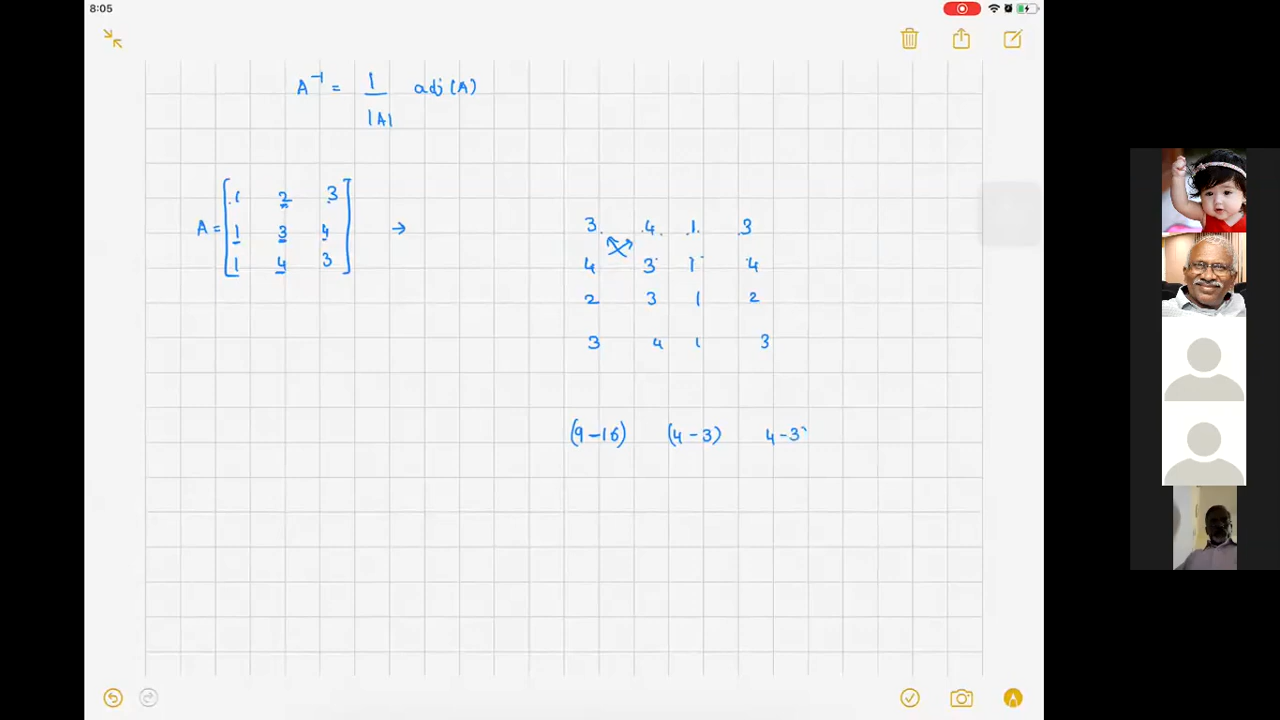 8:05
A⁻¹ = 1/|A| adj (A)
A = [1 2 3
1 3 4
1 4 3] →
3 4 1 3
4 3 1 4
2 3 1 2
3 4 1 3
(9-16) (4-3) 4-3)